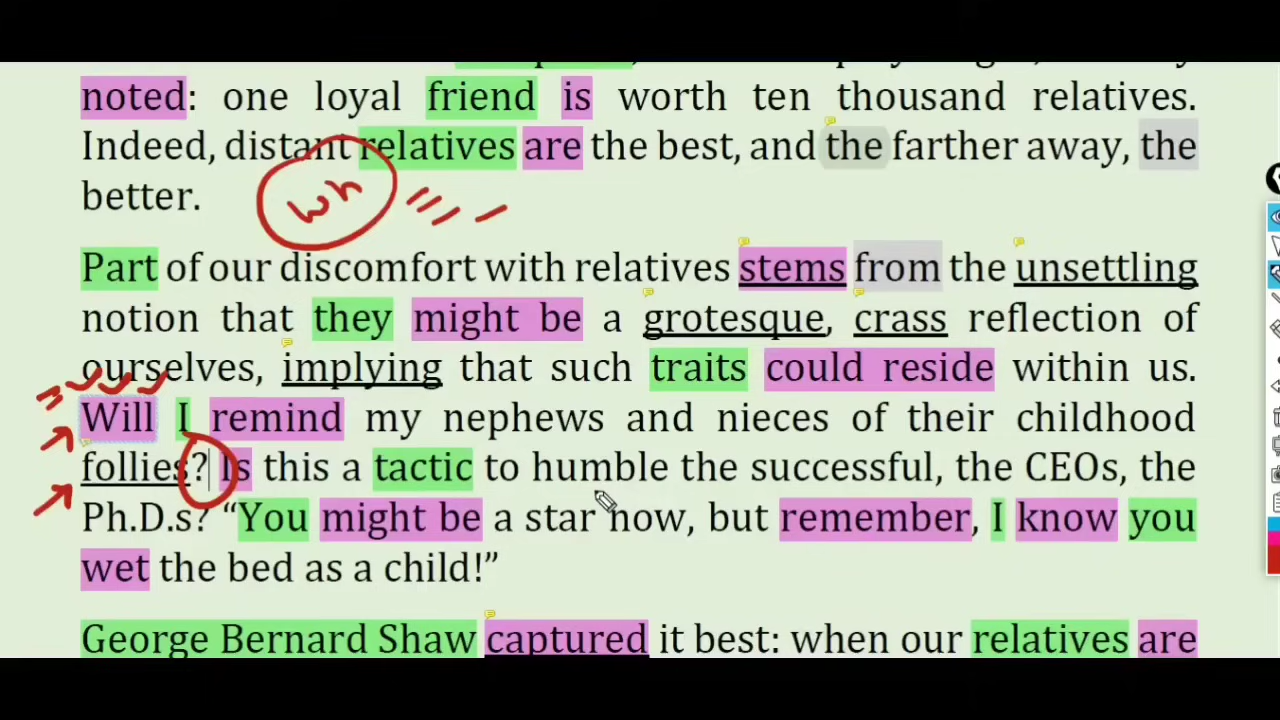 noted: one loyal friend is worth ten thousand relatives.
Indeed, distant relatives are the best, and the farther away, the
better.
wh
Part of our discomfort with relatives stems from the unsettling
notion that they might be a grotesque, crass reflection of
ourselves, implying that such traits could reside within us.
Will I remind my nephews and nieces of their childhood
follies? Is this a tactic to humble the successful, the CEOs, the
Ph.D.s? “You might be a star now, but remember, I know you
wet the bed as a child!”
George Bernard Shaw captured it best: when our relatives are